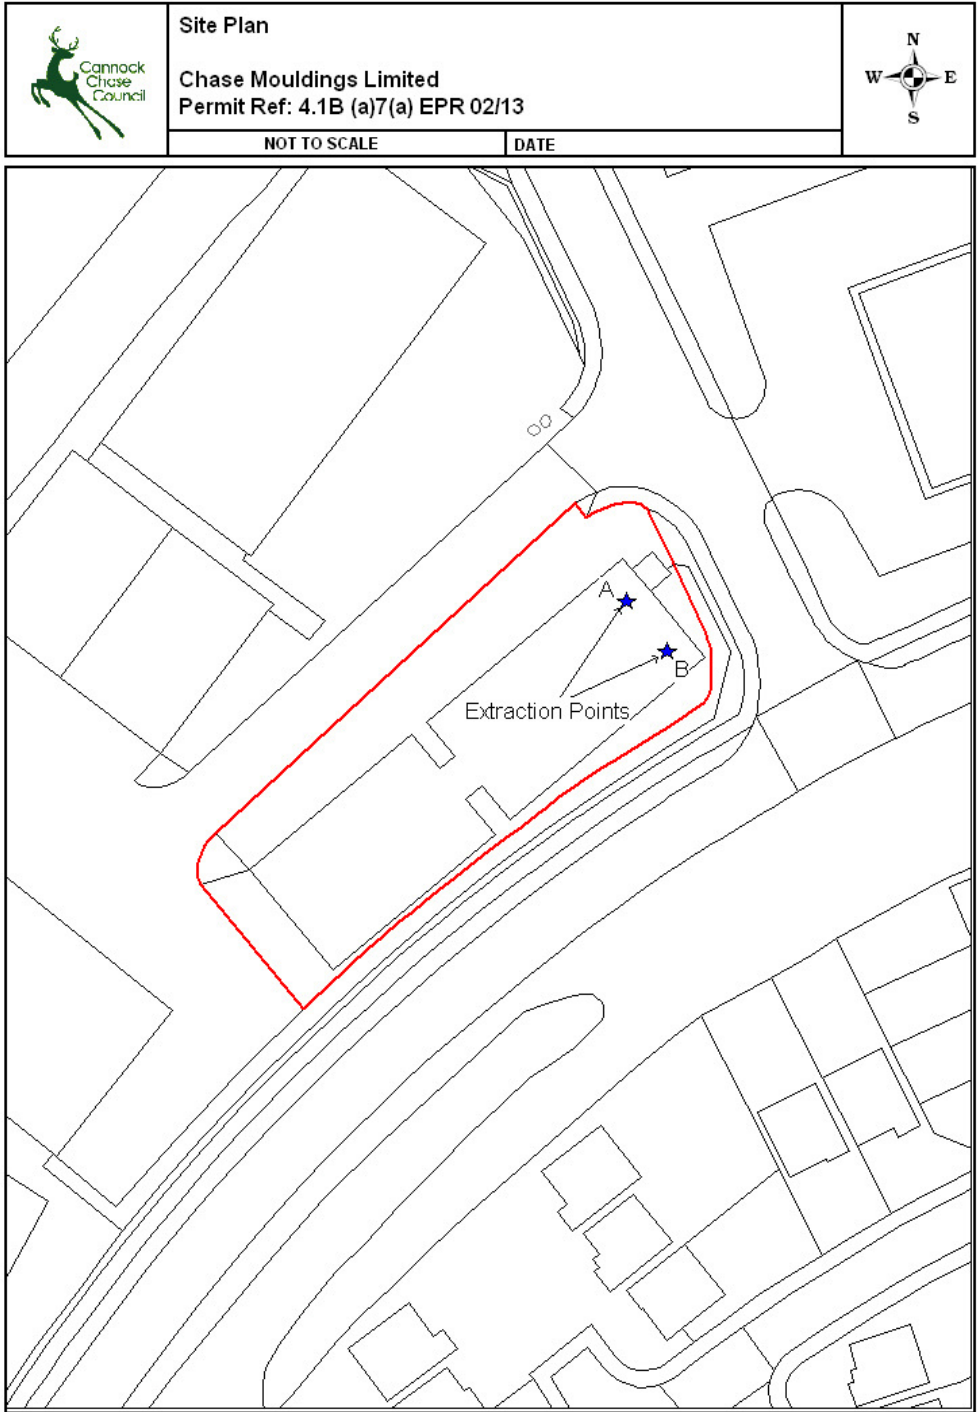 Cannock
Chase
Council
Site Plan
Chase Mouldings Limited
Permit Ref: 4.1B (a)7(a) EPR 02/13
NOT TO SCALE
DATE
N
W E
S
A
B
Extraction Points